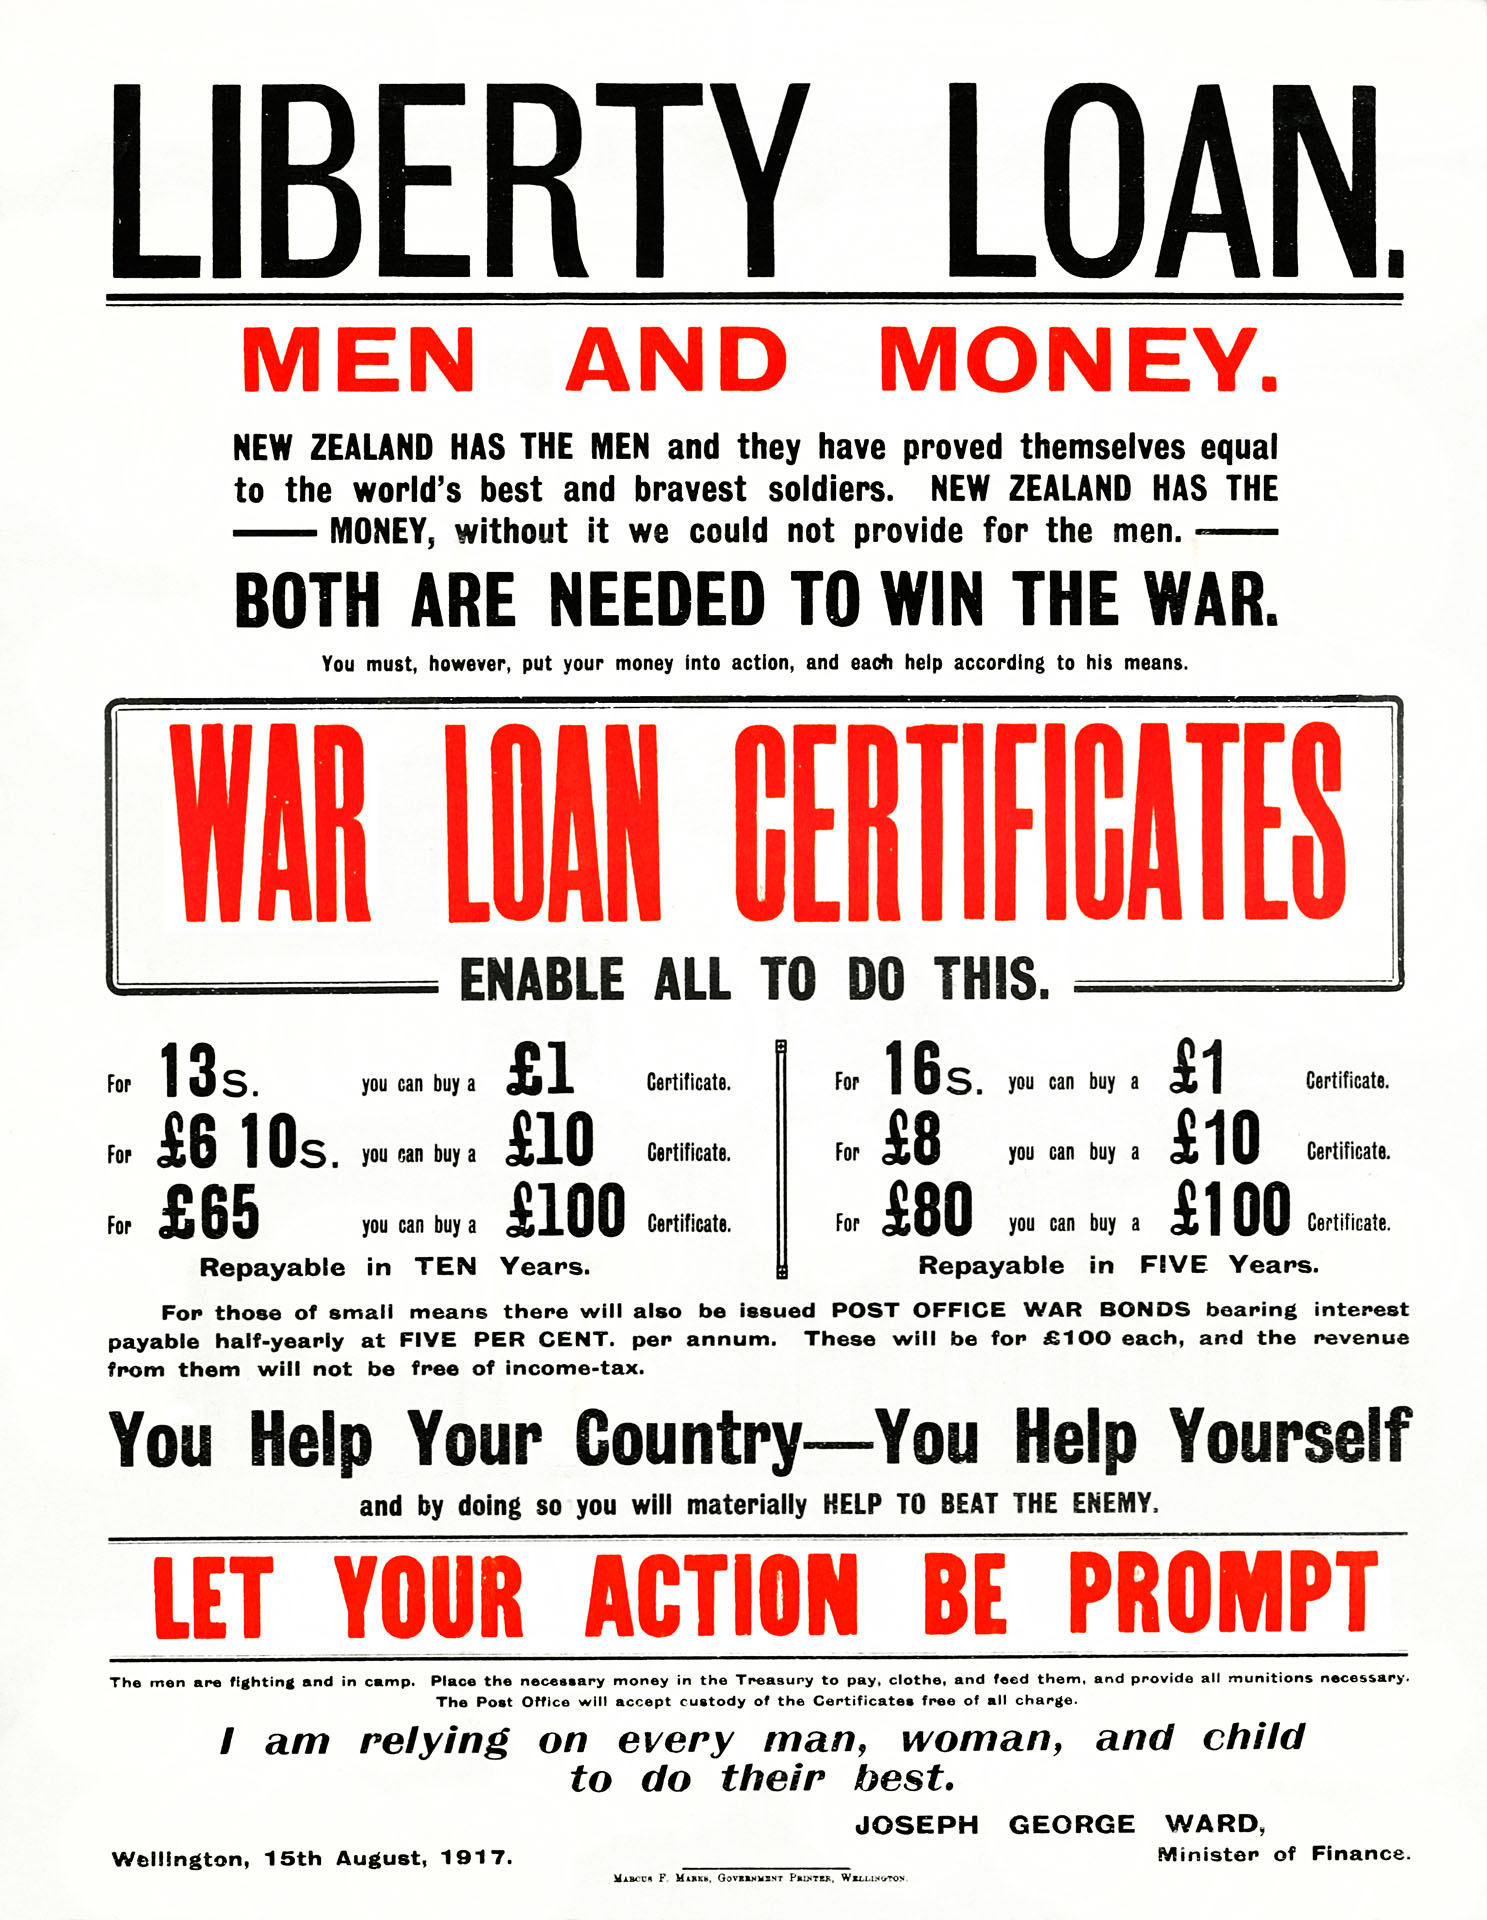 LIBERTY LOAN.
MEN AND MONEY.
NEW ZEALAND HAS THE MEN and they have proved themselves equal
to the world's best and bravest soldiers. NEW ZEALAND HAS THE
MONEY, without it we could not provide for the men.
BOTH ARE NEEDED TO WIN THE WAR.
You must, however, put your money into action, and each help according to his means.
WAR LOAN CERTIFICATES
ENABLE ALL TO DO THIS.
For 13s. you can buy a £1 Certificate.
For £6 10s. you can buy a £10 Certificate.
For £65 you can buy a £100 Certificate.
Repayable in TEN Years.
For 16s. you can buy a £1 Certificate.
For £8 you can buy a £10 Certificate.
For £80 you can buy a £100 Certificate.
Repayable in FIVE Years.
For those of small means there will also be issued POST OFFICE WAR BONDS bearing interest
payable half-yearly at FIVE PER CENT. per annum. These will be for £100 each, and the revenue
from them will not be free of income-tax.
You Help Your Country—You Help Yourself
and by doing so you will materially HELP TO BEAT THE ENEMY.
LET YOUR ACTION BE PROMPT
The men are fighting and in camp. Place the necessary money in the Treasury to pay, clothe, and feed them, and provide all munitions necessary.
The Post Office will accept custody of the Certificates free of all charge.
I am relying on every man, woman, and child
to do their best.
JOSEPH GEORGE WARD,
Wellington, 15th August, 1917. Minister of Finance.
MARCUS F. MARKS, GOVERNMENT PRINTER, WELLINGTON.